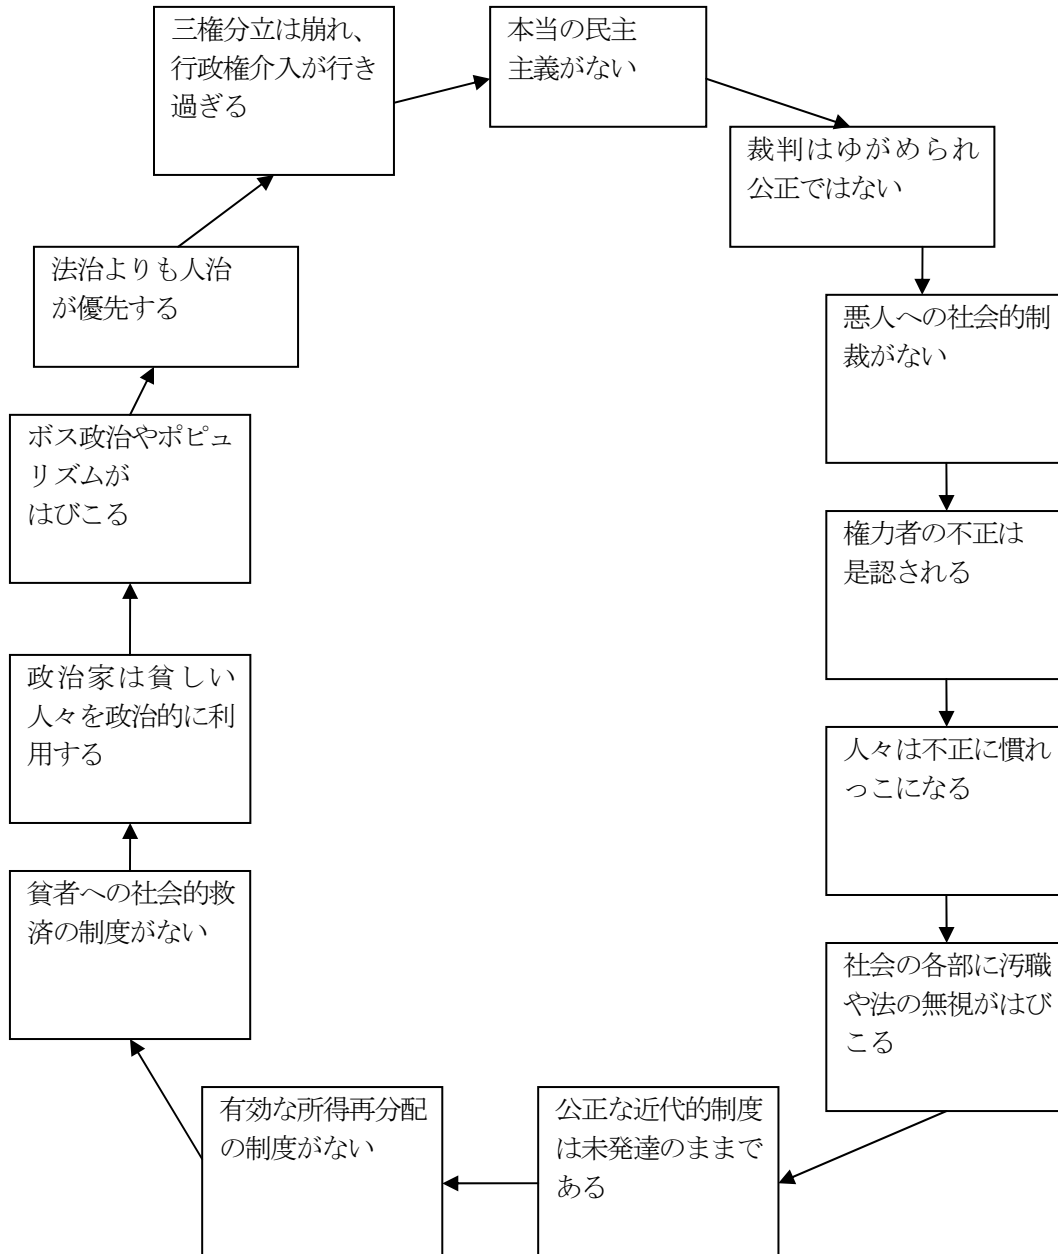 三権分立は崩れ、
行政権介入が行き
過ぎる
本当の民主
主義がない
裁判はゆがめられ
公正ではない
悪人への社会的制
裁がない
権力者の不正は
是認される
人々は不正に慣れ
っこになる
社会の各部に汚職
や法の無視がはび
こる
公正な近代的制度
は未発達のままで
ある
有効な所得再分配
の制度がない
貧者への社会的救
済の制度がない
政治家は貧しい
人々を政治的に利
用する
ボス政治やポピュ
リズムが
はびこる
法治よりも人治
が優先する